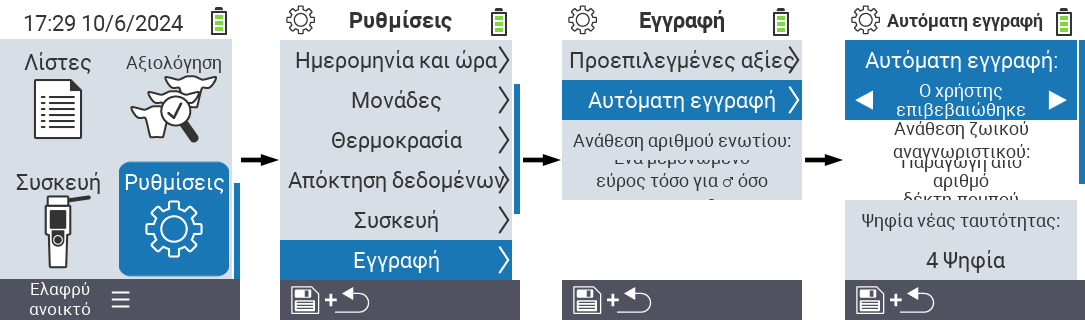 17:29 10/6/2024
Λίστες
Αξιολόγηση
Συσκευή
Ρυθμίσεις
Ελαφρύ
ανοικτό
Ρυθμίσεις
Ημερομηνία και ώρα
Μονάδες
Θερμοκρασία
Απόκτηση δεδομένων
Συσκευή
Εγγραφή
+
Εγγραφή
Προεπιλεγμένες αξίες
Αυτόματη εγγραφή
Ανάθεση αριθμού ενωτίου:
Ένα μεμονωμένο
εύρος τόσο για ♂ όσο
+
Αυτόματη εγγραφή
Αυτόματη εγγραφή:
Ο χρήστης
επιβεβαιώθηκε
Ανάθεση ζωικού
αναγνωριστικού:
Παραγωγή από
αριθμό
δέκτη πομπού
Ψηφία νέας ταυτότητας:
4 Ψηφία
+